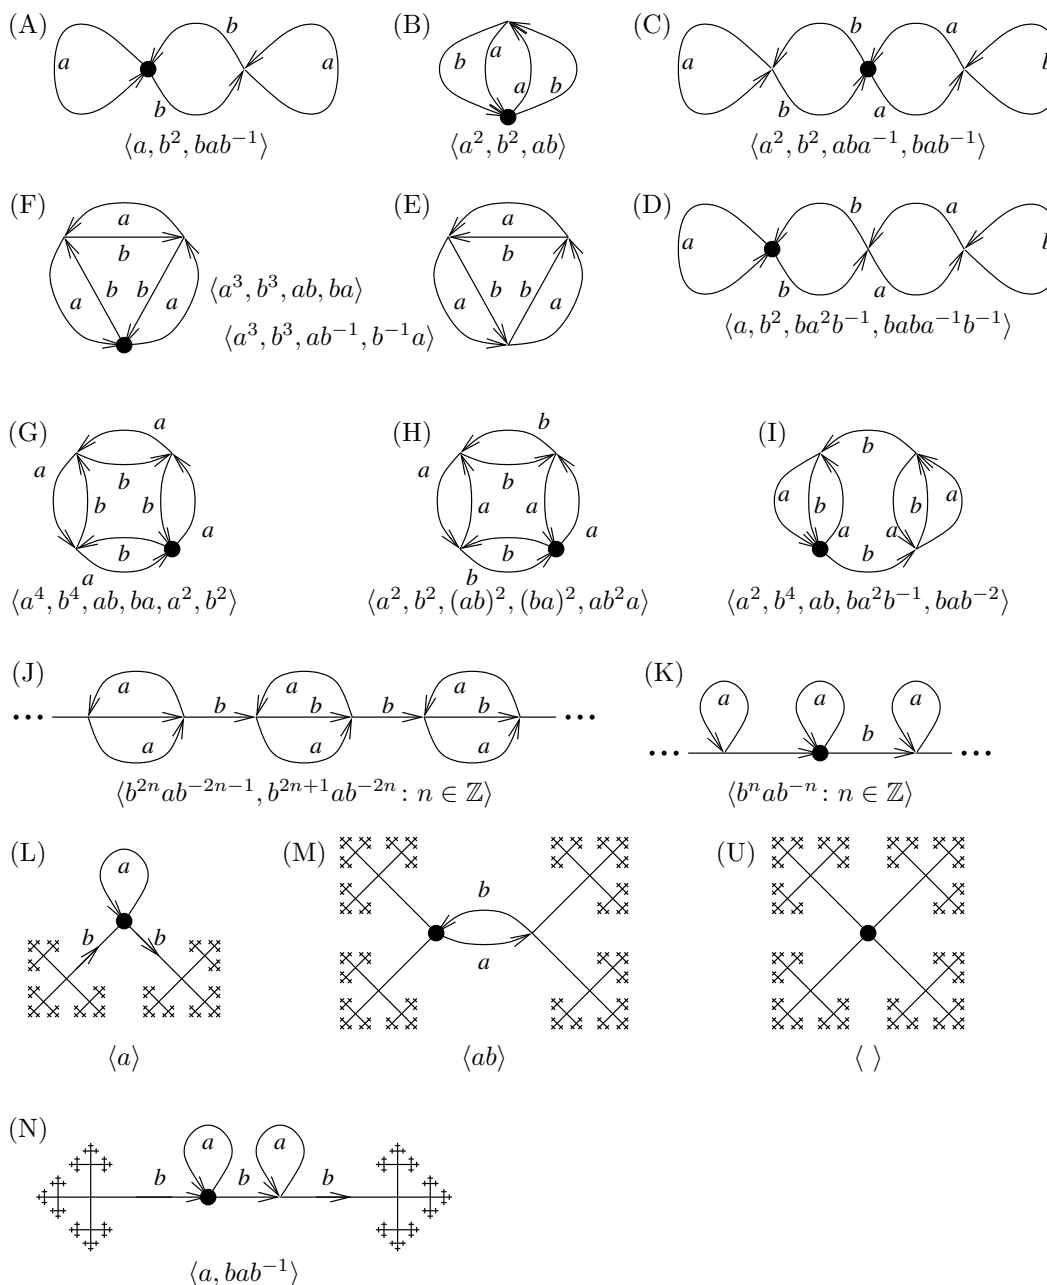 (A) a b b a
⟨a, b², bab⁻¹⟩
(B) b a a b
⟨a², b², ab⟩
(C) a b b a a b
⟨a², b², aba⁻¹, bab⁻¹⟩
(F) a b b b a a
⟨a³, b³, ab, ba⟩
⟨a³, b³, ab⁻¹, b⁻¹a⟩
(E) a b b b a a
(D) a b b a a b
⟨a, b², ba²b⁻¹, baba⁻¹b⁻¹⟩
(G) a a b b b a b a
⟨a⁴, b⁴, ab, ba, a², b²⟩
(H) b a b a a a b b
⟨a², b², (ab)², (ba)², ab²a⟩
(I) b a b a a b a b
⟨a², b⁴, ab, ba²b⁻¹, bab⁻²⟩
(J) ··· a a b a b a b a b a ···
⟨b²ⁿab⁻²ⁿ⁻¹, b²ⁿ⁺¹ab⁻²ⁿ : n ∈ ℤ⟩
(K) ··· a a b a ···
⟨bⁿab⁻ⁿ : n ∈ ℤ⟩
(L) a b b
⟨a⟩
(M) b a
⟨ab⟩
(U)
⟨ ⟩
(N) b a b a b
⟨a, bab⁻¹⟩